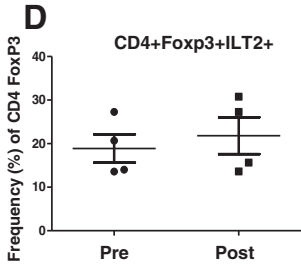 D
CD4+Foxp3+ILT2+
Frequency (%) of CD4 FoxP3
40
30
20
10
0
Pre Post